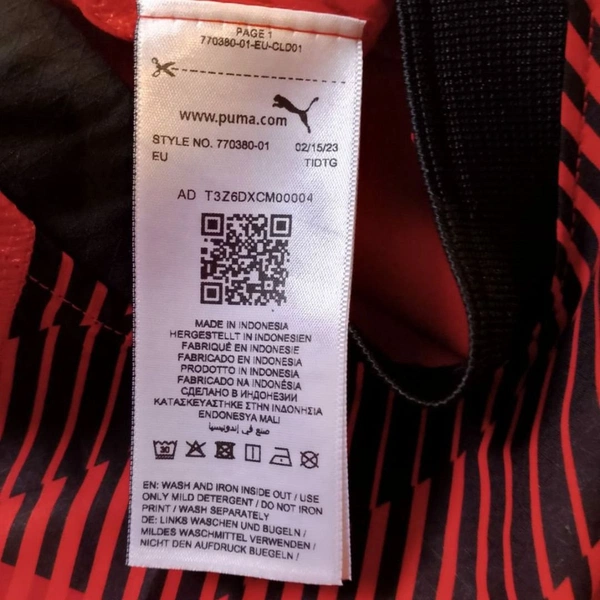 PAGE 1
770380-01-EU-CLD01
www.puma.com
STYLE NO. 770380-01 02/15/23
EU TIDTG
AD T3Z6DXCM00004
MADE IN INDONESIA
HERGESTELLT IN INDONESIEN
FABRIQUÉ EN INDONESIE
FABRICADO EN INDONESIA
PRODOTTO IN INDONESIA
FABRICADO NA INDONÉSIA
СДЕЛАНО В ИНДОНЕЗИИ
ΚΑΤΑΣΚΕΥΑΣΤΗΚΕ ΣΤΗΝ ΙΝΔΟΝΗΣΙΑ
ENDONESYA MALI
صنع في إندونيسيا
30
EN: WASH AND IRON INSIDE OUT / USE
ONLY MILD DETERGENT / DO NOT IRON
PRINT / WASH SEPARATELY
DE: LINKS WASCHEN UND BUGELN /
MILDES WASCHMITTEL VERWENDEN /
NICHT DEN AUFDRUCK BUEGELN /